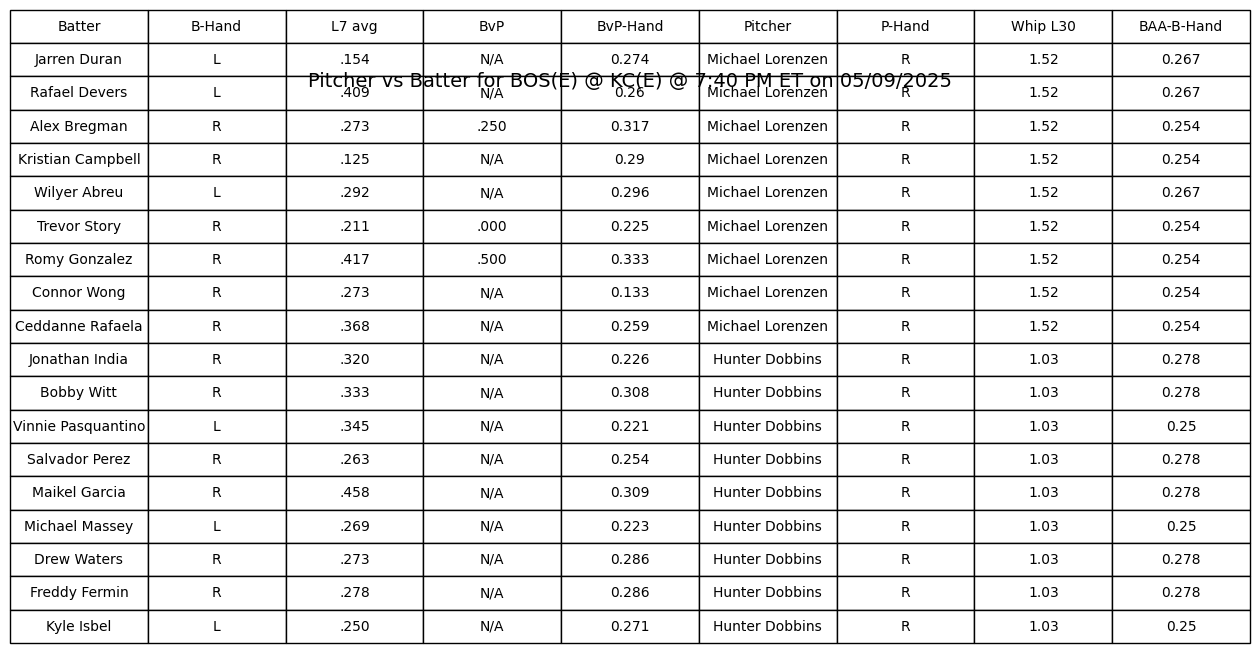 Batter B-Hand L7 avg BvP BvP-Hand Pitcher P-Hand Whip L30 BAA-B-Hand
Jarren Duran L .154 N/A 0.274 Michael Lorenzen R 1.52 0.267
Pitcher vs Batter for BOS(E) @ KC(E) @ 7:40 PM ET on 05/09/2025
Rafael Devers L .409 N/A 0.26 Michael Lorenzen R 1.52 0.267
Alex Bregman R .273 .250 0.317 Michael Lorenzen R 1.52 0.254
Kristian Campbell R .125 N/A 0.29 Michael Lorenzen R 1.52 0.254
Wilyer Abreu L .292 N/A 0.296 Michael Lorenzen R 1.52 0.267
Trevor Story R .211 .000 0.225 Michael Lorenzen R 1.52 0.254
Romy Gonzalez R .417 .500 0.333 Michael Lorenzen R 1.52 0.254
Connor Wong R .273 N/A 0.133 Michael Lorenzen R 1.52 0.254
Ceddanne Rafaela R .368 N/A 0.259 Michael Lorenzen R 1.52 0.254
Jonathan India R .320 N/A 0.226 Hunter Dobbins R 1.03 0.278
Bobby Witt R .333 N/A 0.308 Hunter Dobbins R 1.03 0.278
Vinnie Pasquantino L .345 N/A 0.221 Hunter Dobbins R 1.03 0.25
Salvador Perez R .263 N/A 0.254 Hunter Dobbins R 1.03 0.278
Maikel Garcia R .458 N/A 0.309 Hunter Dobbins R 1.03 0.278
Michael Massey L .269 N/A 0.223 Hunter Dobbins R 1.03 0.25
Drew Waters R .273 N/A 0.286 Hunter Dobbins R 1.03 0.278
Freddy Fermin R .278 N/A 0.286 Hunter Dobbins R 1.03 0.278
Kyle Isbel L .250 N/A 0.271 Hunter Dobbins R 1.03 0.25